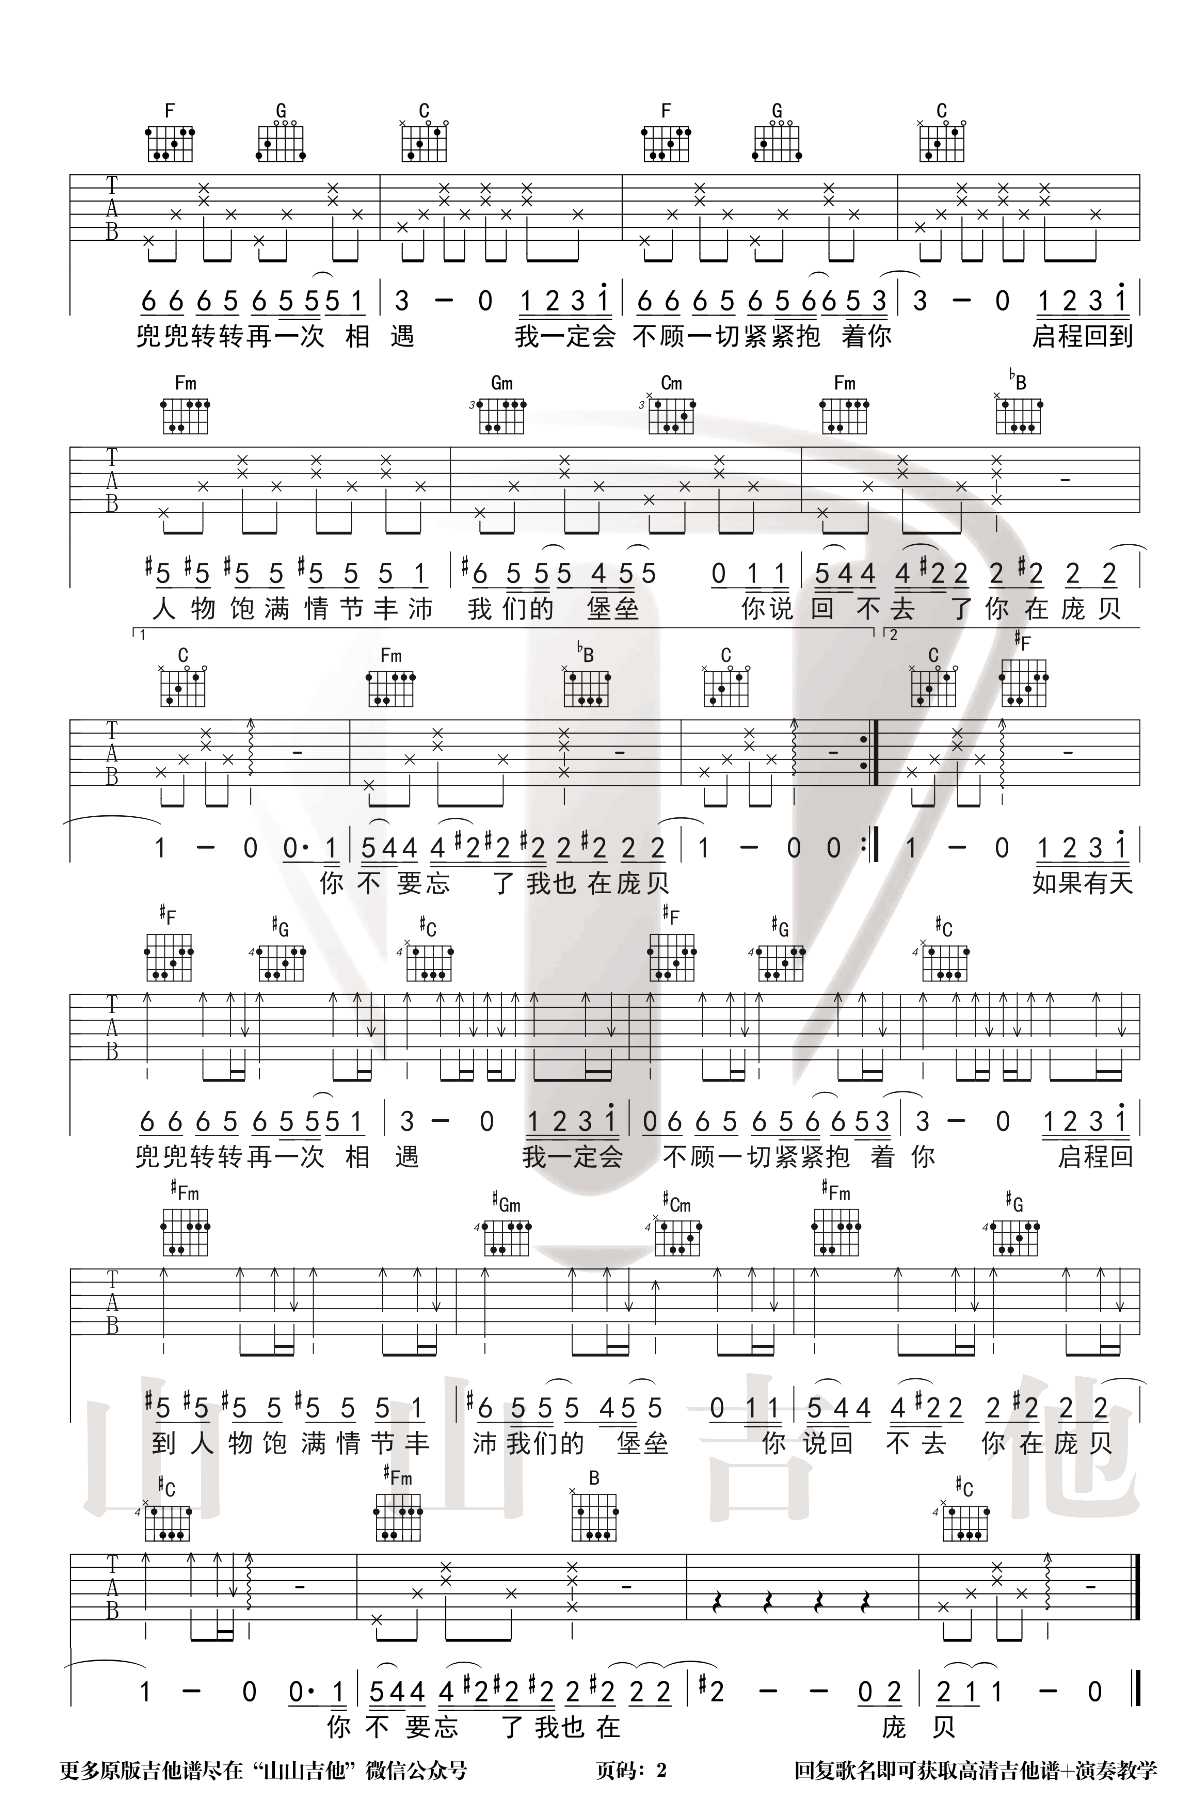 F G C F G C
T
A
B
6 6 6 5 6 5 5 5 1 3 - 0 1 2 3 i 6 6 6 5 6 5 6 6 5 3 3 - 0 1 2 3 i
兜兜转转再一次 相 遇 我一定会 不顾一切紧紧抱 着你 启程回到
Fm Gm Cm Fm ♭B
3 3
T
A
B
#5 #5 #5 5 #5 5 5 1 #6 5 5 5 4 5 5 0 1 1 5 4 4 4 #2 2 2 #2 2 2
人 物 饱 满 情 节 丰 沛 我 们 的 堡 垒 你 说 回 不 去 了 你 在 庞 贝
1 2
C Fm ♭B C C #F
T
A
B
1 - 0 0· 1 5 4 4 4 #2 #2 #2 2 #2 2 2 1 - 0 0 :‖ 1 - 0 1 2 3 i
你 不 要 忘 了 我 也 在 庞 贝 如果有天
#F #G #C #F #G #C
4 4 4 4
T
A
B
6 6 6 5 6 5 5 5 1 3 - 0 1 2 3 i 0 6 6 5 6 5 6 6 5 3 3 - 0 1 2 3 i
兜兜转转再一次 相 遇 我一定会 不顾一切紧紧抱 着 你 启程回
#Fm #Gm #Cm #Fm #G
4 4 4
T
A
B
#5 #5 #5 5 #5 5 5 1 #6 5 5 5 4 5 5 0 1 1 5 4 4 4 #2 2 2 #2 2 2
到 人 物 饱 满 情 节 丰 沛 我 们 的 堡 垒 你 说 回 不 去 你 在 庞 贝
山 山 吉 他
#C #Fm B #C
4 4
T
A
B
1 - 0 0· 1 5 4 4 4 #2 #2 #2 2 #2 2 2 #2 - - 0 2 2 1 1 - 0
你 不 要 忘 了 我 也 在 庞 贝
更多原版吉他谱尽在“山山吉他”微信公众号 页码：2 回复歌名即可获取高清吉他谱+演奏教学